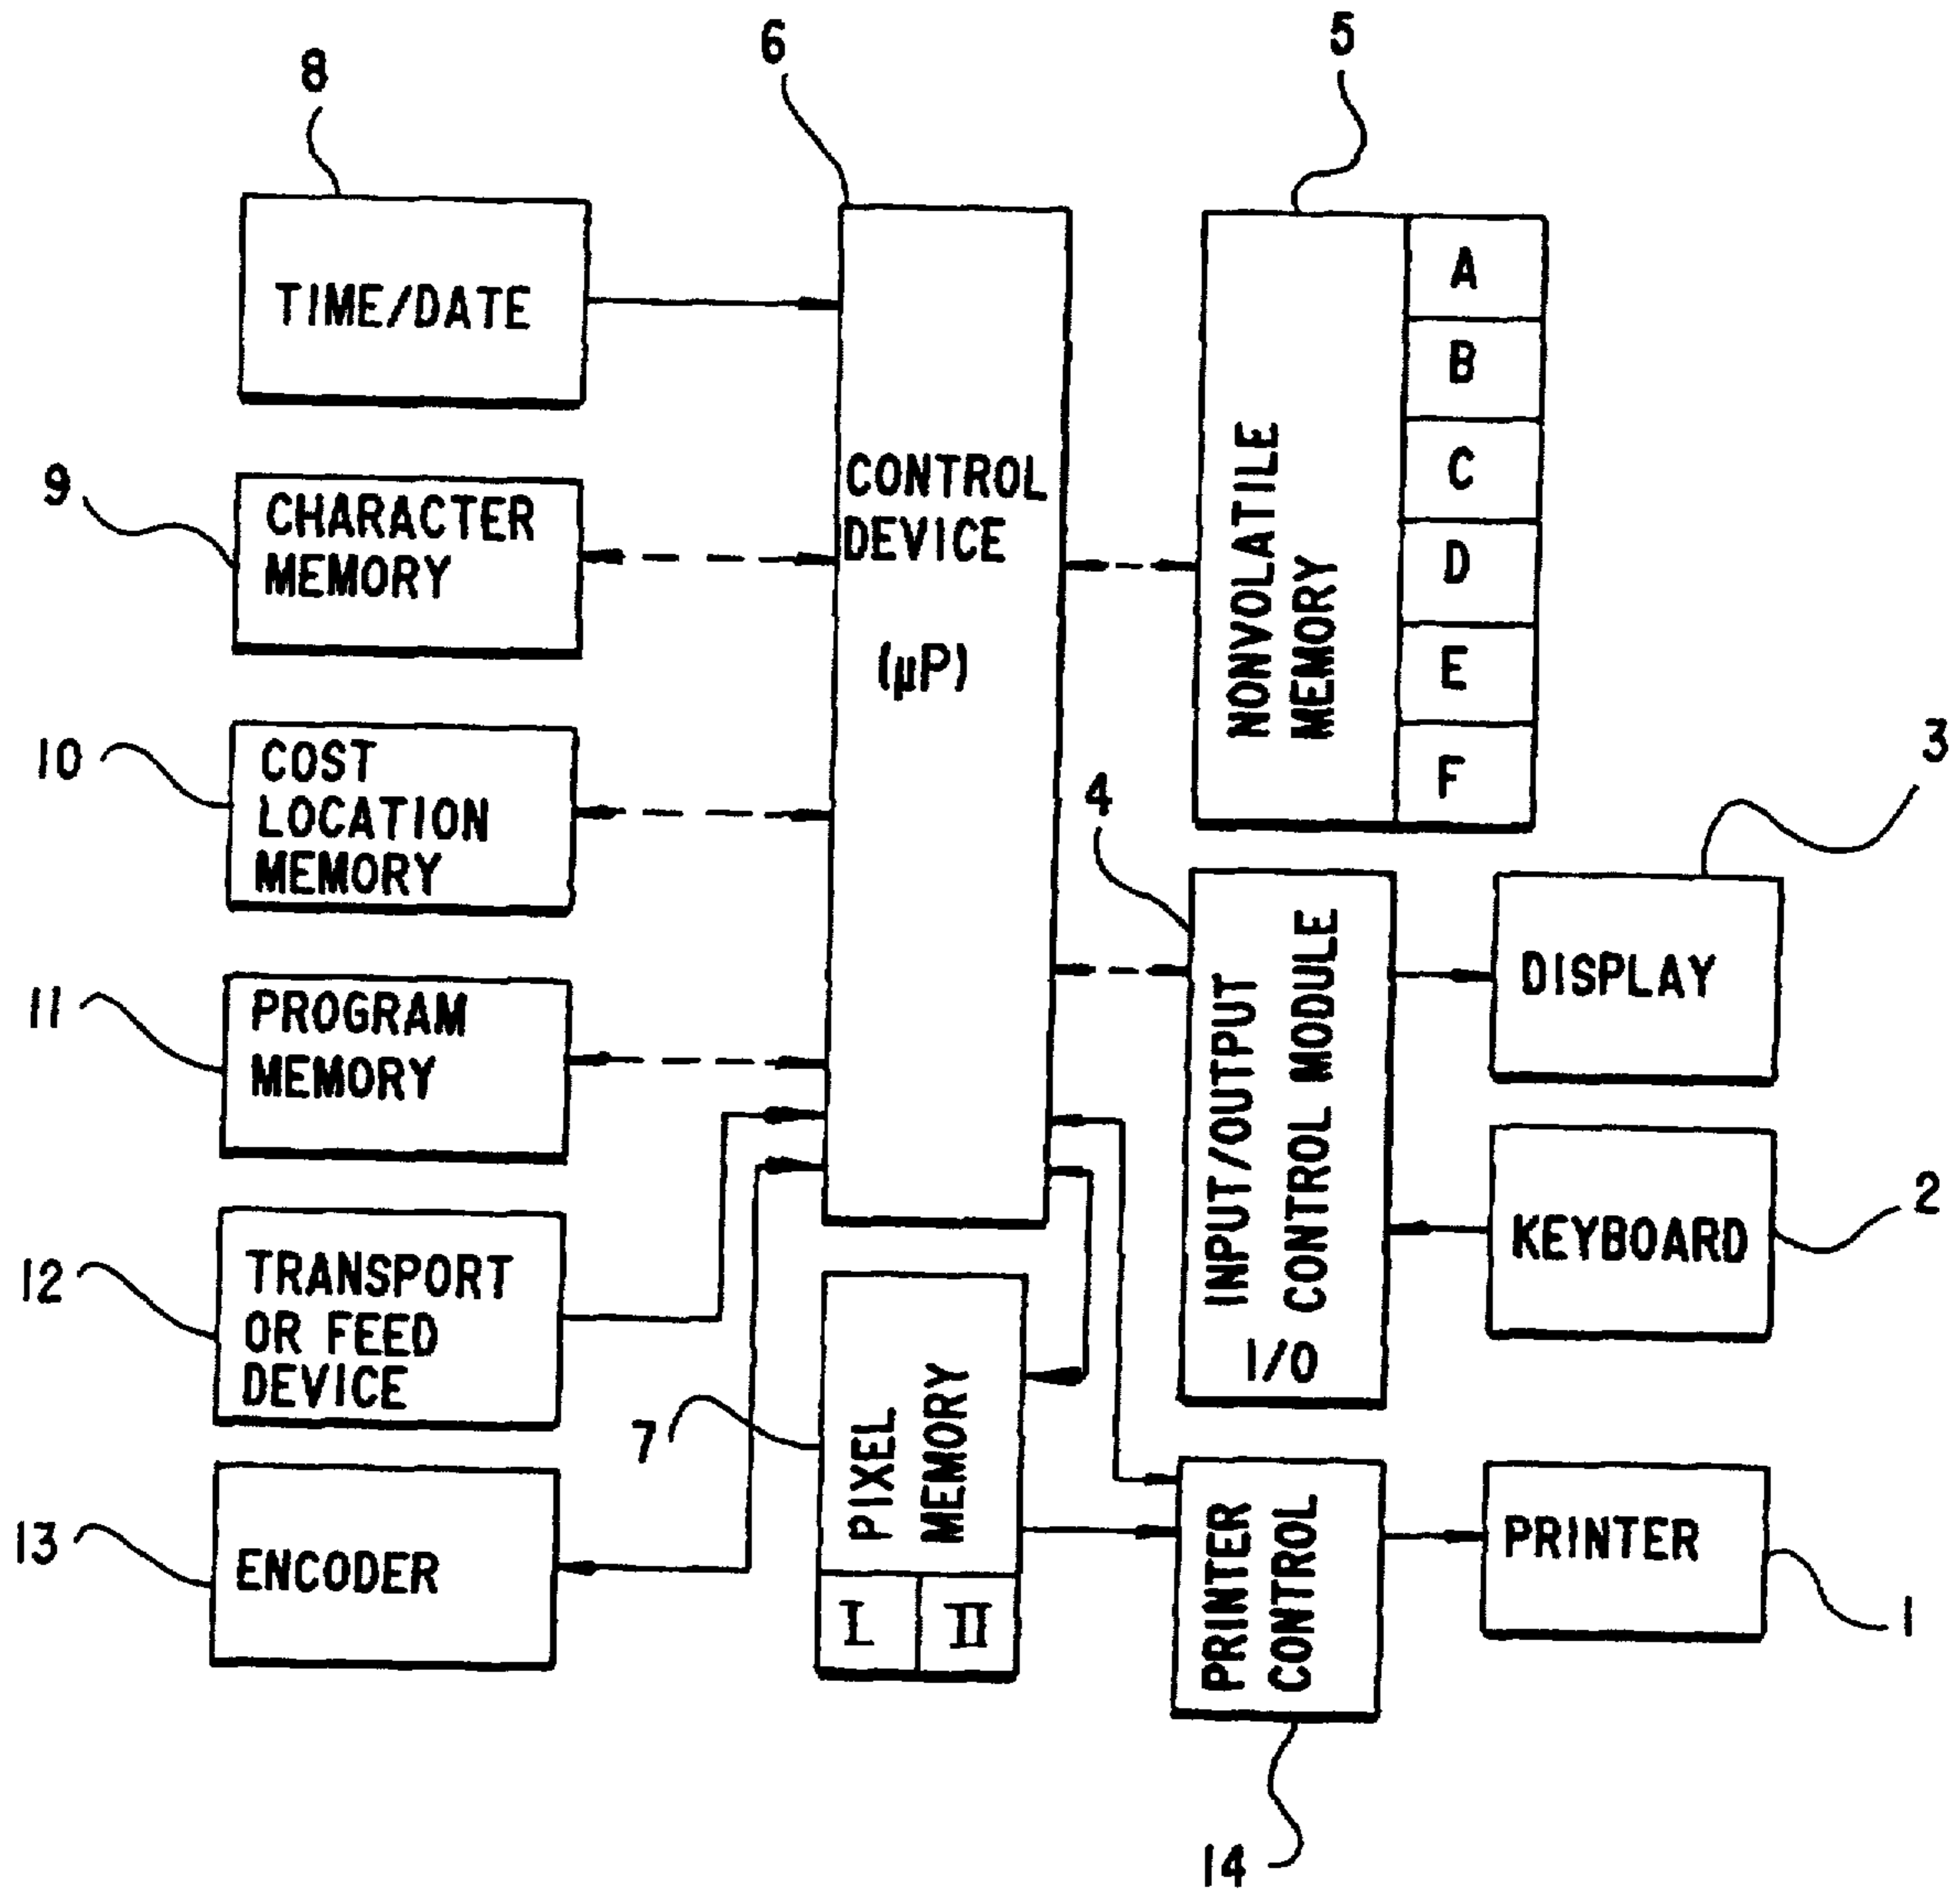 8
6
5
TIME/DATE
9
CHARACTER
MEMORY
10
COST
LOCATION
MEMORY
11
PROGRAM
MEMORY
12
TRANSPORT
OR FEED
DEVICE
13
ENCODER
CONTROL
DEVICE
(µP)
7
PIXEL
MEMORY
I
II
NONVOLATILE
MEMORY
A
B
C
D
E
F
4
INPUT/OUTPUT
CONTROL MODULE
I/O
3
DISPLAY
2
KEYBOARD
PRINTER
CONTROL
14
PRINTER
1